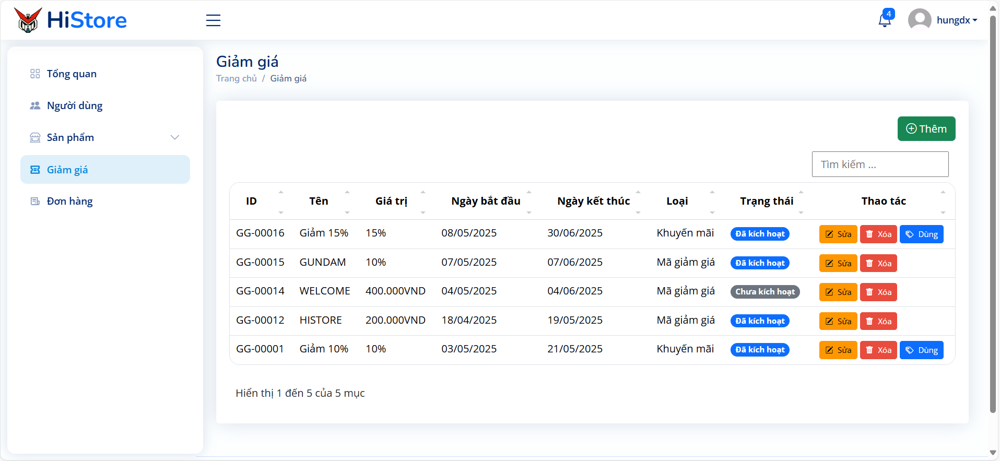 HiStore
4
hungdx
Tổng quan
Người dùng
Sản phẩm
Giảm giá
Đơn hàng
Giảm giá
Trang chủ / Giảm giá
Thêm
Tìm kiếm ...
ID Tên Giá trị Ngày bắt đầu Ngày kết thúc Loại Trạng thái Thao tác
GG-00016 Giảm 15% 15% 08/05/2025 30/06/2025 Khuyến mãi Đã kích hoạt Sửa Xóa Dùng
GG-00015 GUNDAM 10% 07/05/2025 07/06/2025 Mã giảm giá Đã kích hoạt Sửa Xóa
GG-00014 WELCOME 400.000VND 04/05/2025 04/06/2025 Mã giảm giá Chưa kích hoạt Sửa Xóa
GG-00012 HISTORE 200.000VND 18/04/2025 19/05/2025 Mã giảm giá Đã kích hoạt Sửa Xóa
GG-00001 Giảm 10% 10% 03/05/2025 21/05/2025 Khuyến mãi Đã kích hoạt Sửa Xóa Dùng
Hiển thị 1 đến 5 của 5 mục